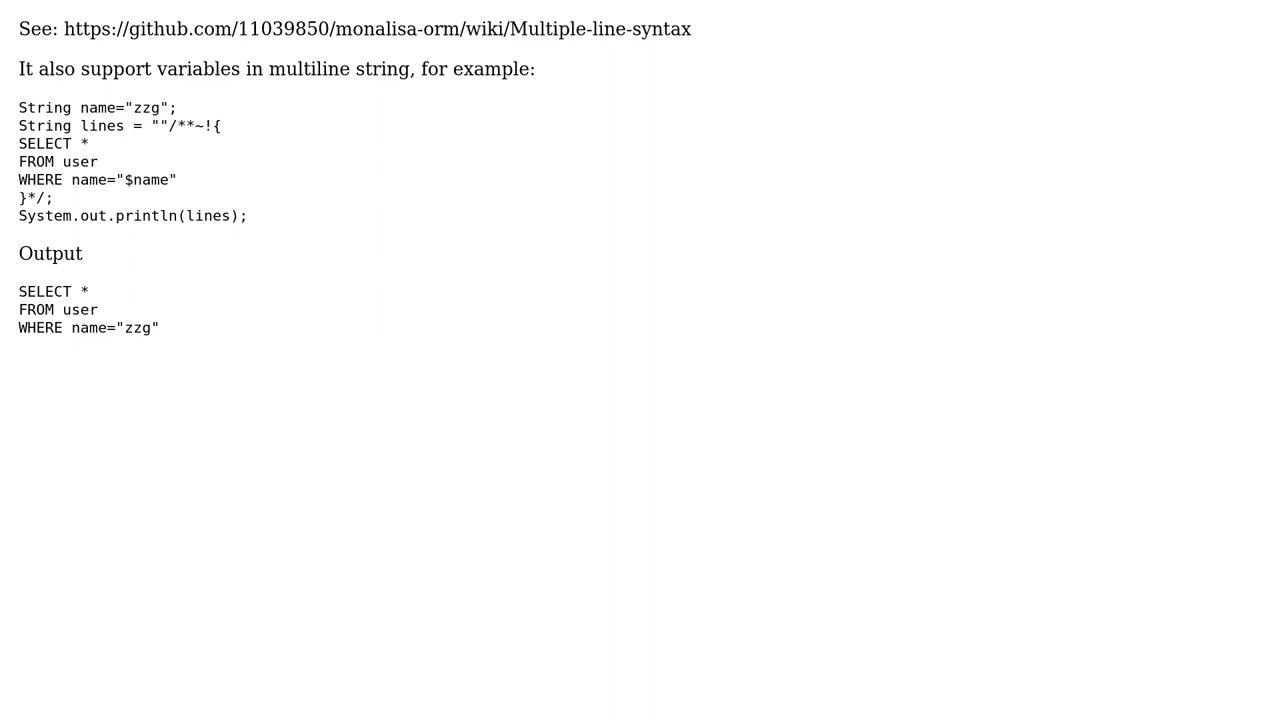 See: https://github.com/11039850/monalisa-orm/wiki/Multiple-line-syntax
It also support variables in multiline string, for example:
String name="zzg";
String lines = ""/**~!{
SELECT *
FROM user
WHERE name="$name"
}*/;
System.out.println(lines);
Output
SELECT *
FROM user
WHERE name="zzg"